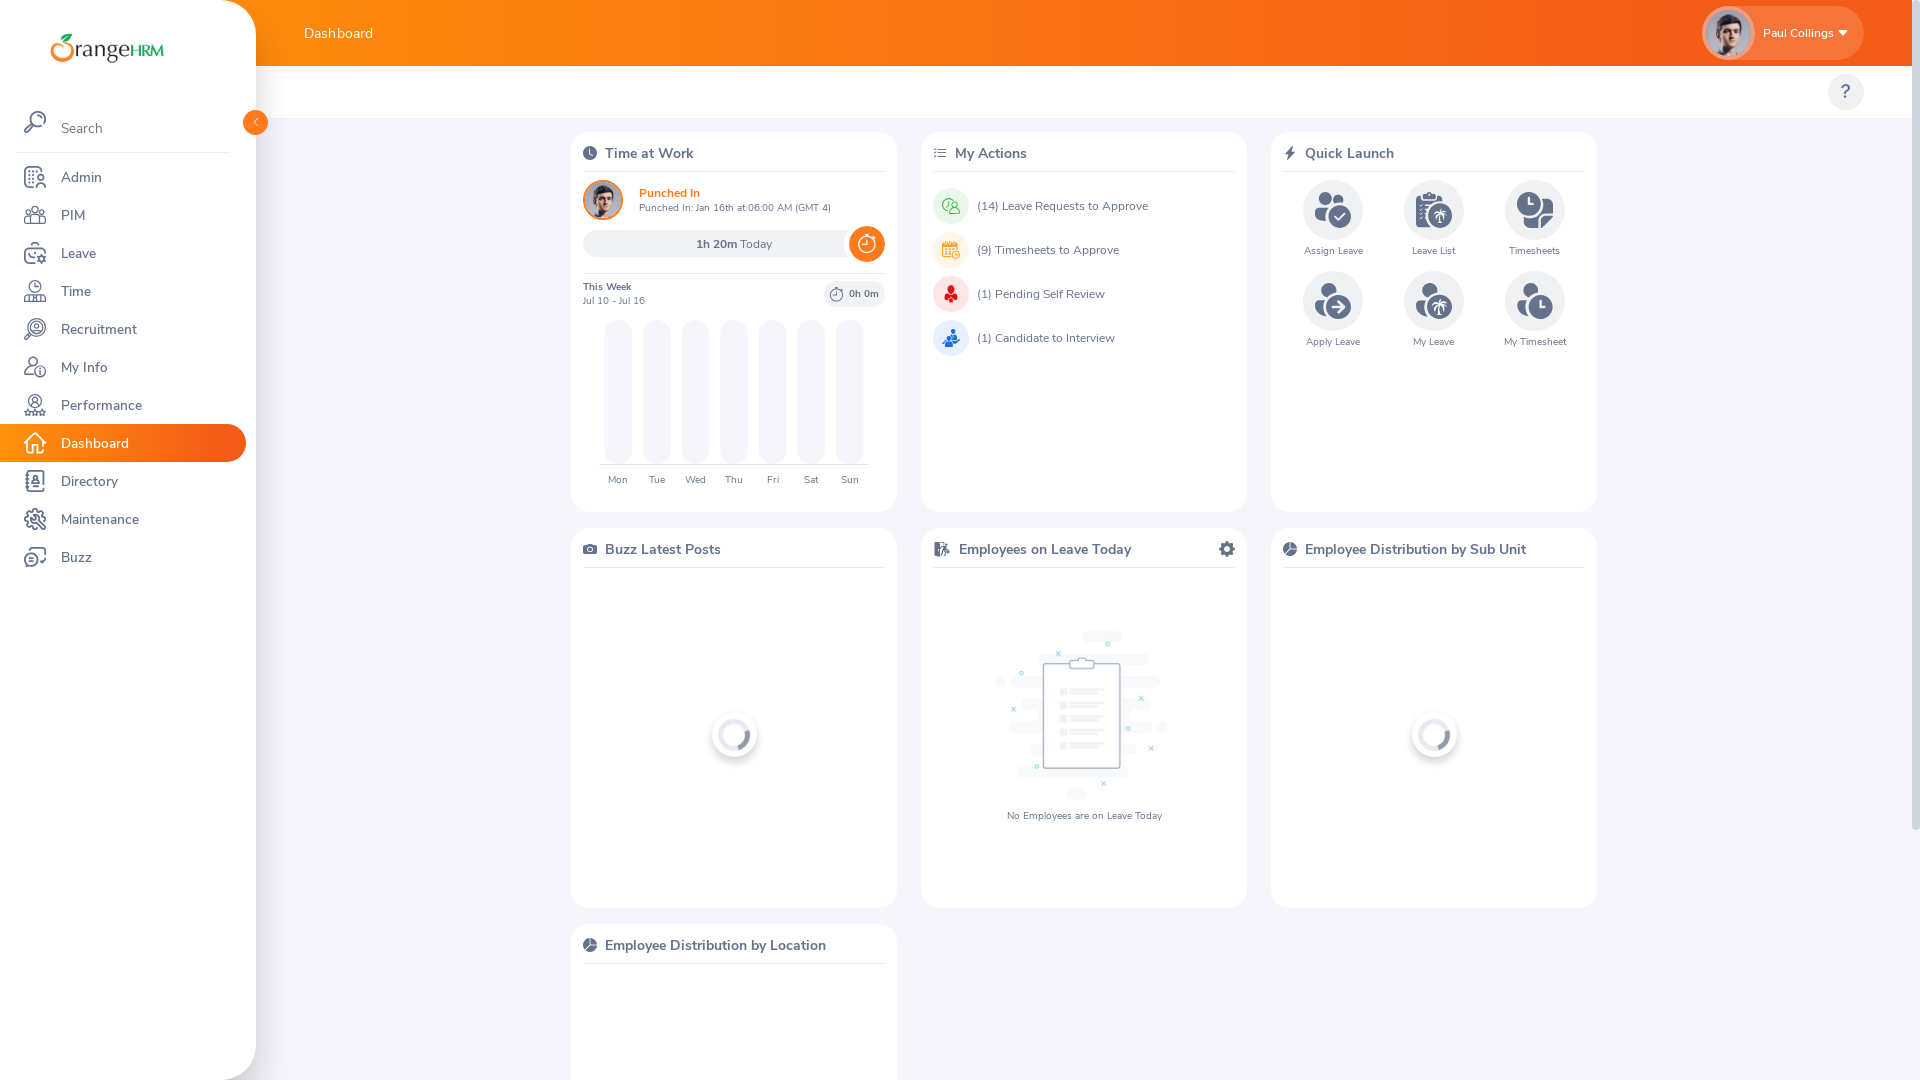 OrangeHRM
Dashboard
Paul Collings
?
Search
Admin
PIM
Leave
Time
Recruitment
My Info
Performance
Dashboard
Directory
Maintenance
Buzz
Time at Work
Punched In
Punched In: Jan 16th at 06:00 AM (GMT 4)
1h 20m Today
This Week
Jul 10 - Jul 16
0h 0m
Mon Tue Wed Thu Fri Sat Sun
My Actions
(14) Leave Requests to Approve
(9) Timesheets to Approve
(1) Pending Self Review
(1) Candidate to Interview
Quick Launch
Assign Leave Leave List Timesheets
Apply Leave My Leave My Timesheet
Buzz Latest Posts
Employees on Leave Today
No Employees are on Leave Today
Employee Distribution by Sub Unit
Employee Distribution by Location